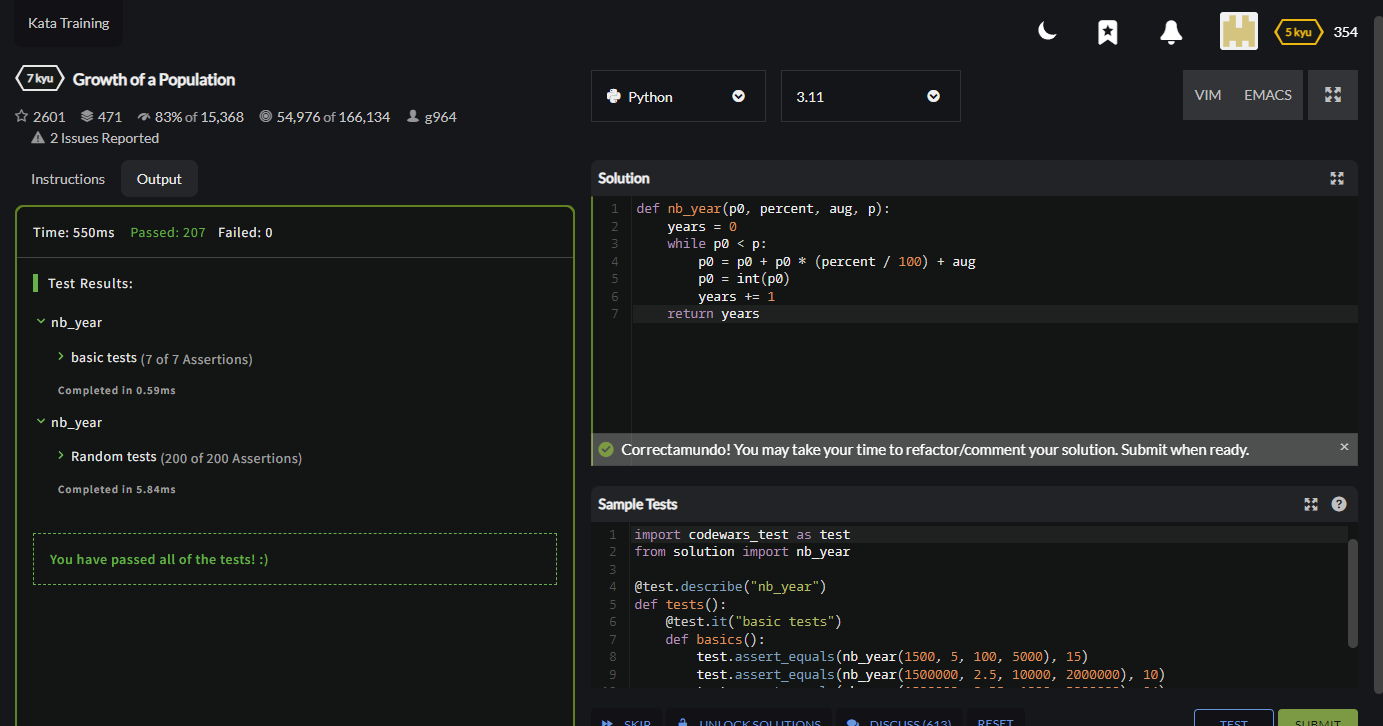 Kata Training
5 kyu 354
7 kyu Growth of a Population
2601 471 83% of 15,368 54,976 of 166,134 g964
2 Issues Reported
Instructions Output
Time: 550ms Passed: 207 Failed: 0
Test Results:
nb_year
basic tests (7 of 7 Assertions)
Completed in 0.59ms
nb_year
Random tests (200 of 200 Assertions)
Completed in 5.84ms
You have passed all of the tests! :)
Python 3.11 VIM EMACS
Solution
1 def nb_year(p0, percent, aug, p):
2 years = 0
3 while p0 < p:
4 p0 = p0 + p0 * (percent / 100) + aug
5 p0 = int(p0)
6 years += 1
7 return years
Correctamundo! You may take your time to refactor/comment your solution. Submit when ready. ×
Sample Tests ?
1 import codewars_test as test
2 from solution import nb_year
3
4 @test.describe("nb_year")
5 def tests():
6 @test.it("basic tests")
7 def basics():
8 test.assert_equals(nb_year(1500, 5, 100, 5000), 15)
9 test.assert_equals(nb_year(1500000, 2.5, 10000, 2000000), 10)
SKIP UNLOCK SOLUTIONS DISCUSS (613) RESET TEST SUBMIT